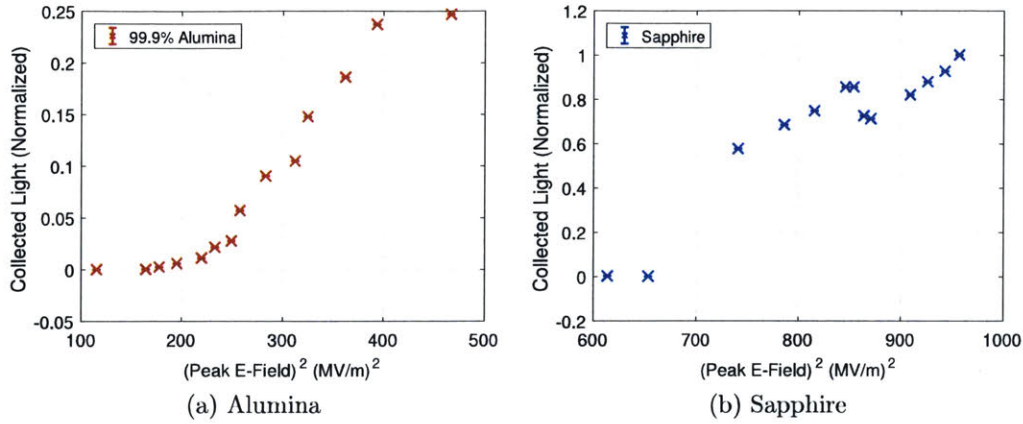 0.25
0.2
0.15
0.1
0.05
0
-0.05
Collected Light (Normalized)
99.9% Alumina
100 200 300 400 500
(Peak E-Field)² (MV/m)²
(a) Alumina
1.2
1
0.8
0.6
0.4
0.2
0
-0.2
Collected Light (Normalized)
Sapphire
600 700 800 900 1000
(Peak E-Field)² (MV/m)²
(b) Sapphire